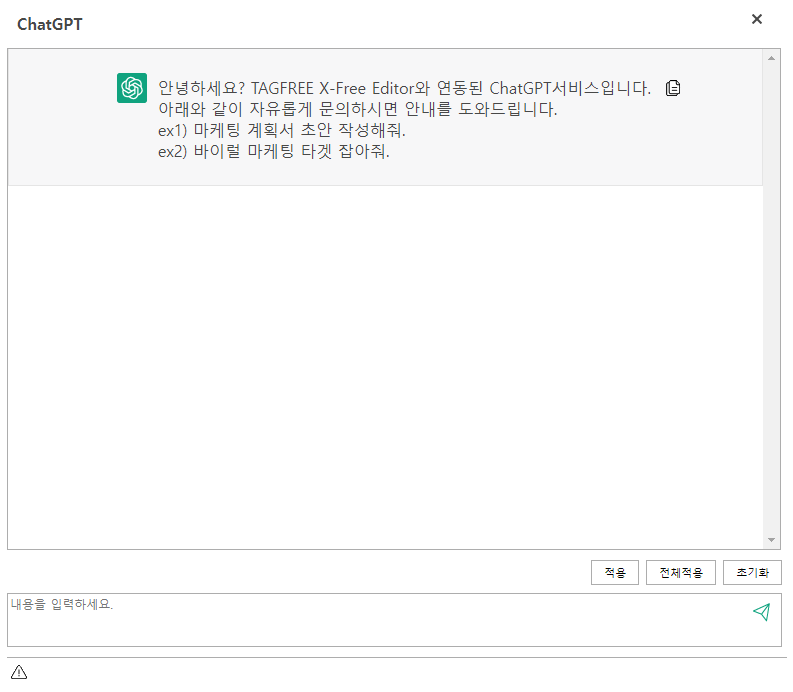 ChatGPT
안녕하세요? TAGFREE X-Free Editor와 연동된 ChatGPT서비스입니다.
아래와 같이 자유롭게 문의하시면 안내를 도와드립니다.
ex1) 마케팅 계획서 초안 작성해줘.
ex2) 바이럴 마케팅 타겟 잡아줘.
적용 전체적용 초기화
내용을 입력하세요.